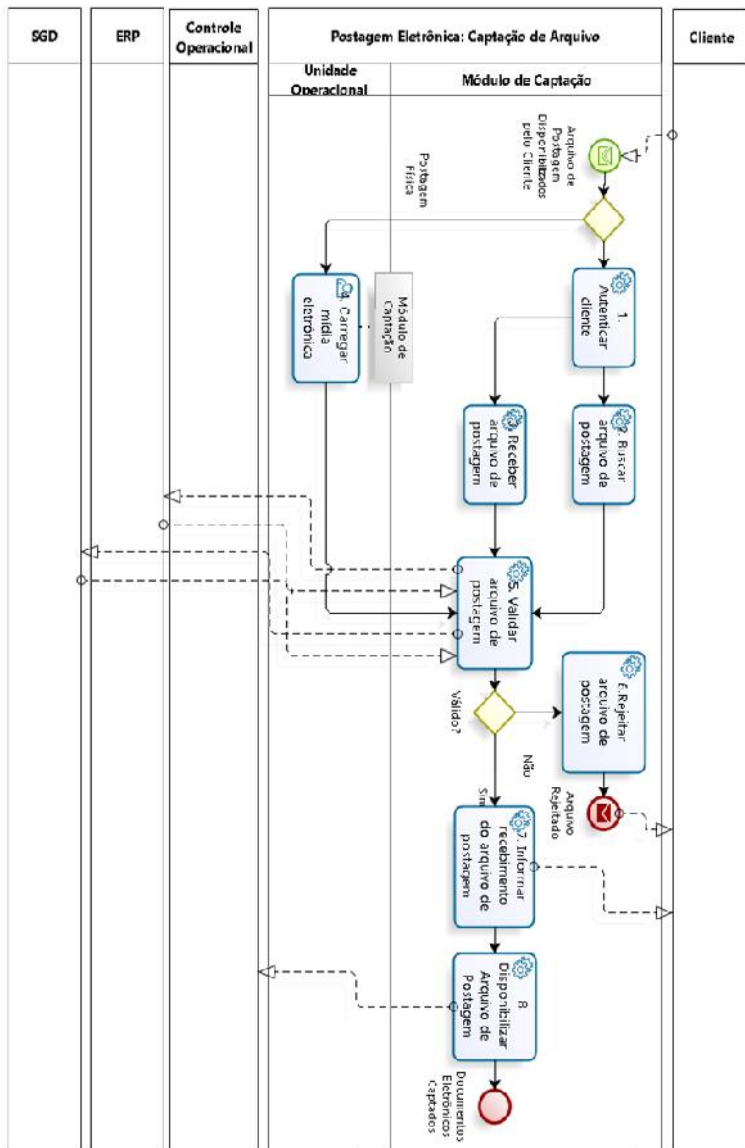 SGD
ERP
Controle
Operacional
Postagem Eletrônica: Captação de Arquivo
Cliente
Unidade
Operacional
Módulo de Captação
Arquivo de
Postagem
Disponibilizados
pelo Cliente
Postagem
Física
1.
Autenticar
cliente
4. Carregar
mídia
eletrônica
Módulo de
Captação
2. Buscar
arquivo de
postagem
3. Receber
arquivo de
postagem
5. Validar
arquivo de
postagem
Válido?
Não
Sim
6.Rejeitar
arquivo de
postagem
Arquivo
Rejeitado
7. Informar
recebimento
do arquivo de
postagem
8
Disponibilizar
Arquivo de
Postagem
Documentos
Eletrônicos
Captados